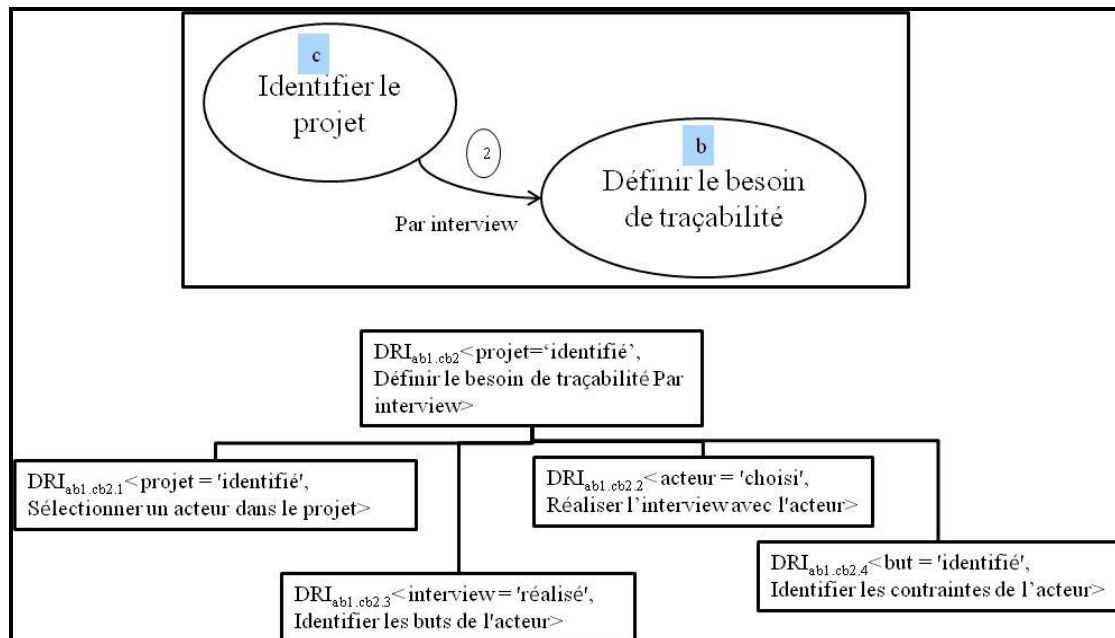 c
Identifier le
projet
2
Par interview
b
Définir le besoin
de traçabilité
DRIab1.cb2<projet=‘identifié’,
Définir le besoin de traçabilité Par
interview>
DRIab1.cb2.1<projet = 'identifié',
Sélectionner un acteur dans le projet>
DRIab1.cb2.2<acteur = 'choisi',
Réaliser l’interview avec l'acteur>
DRIab1.cb2.3<interview = 'réalisé',
Identifier les buts de l'acteur>
DRIab1.cb2.4<but = 'identifié',
Identifier les contraintes de l’acteur>